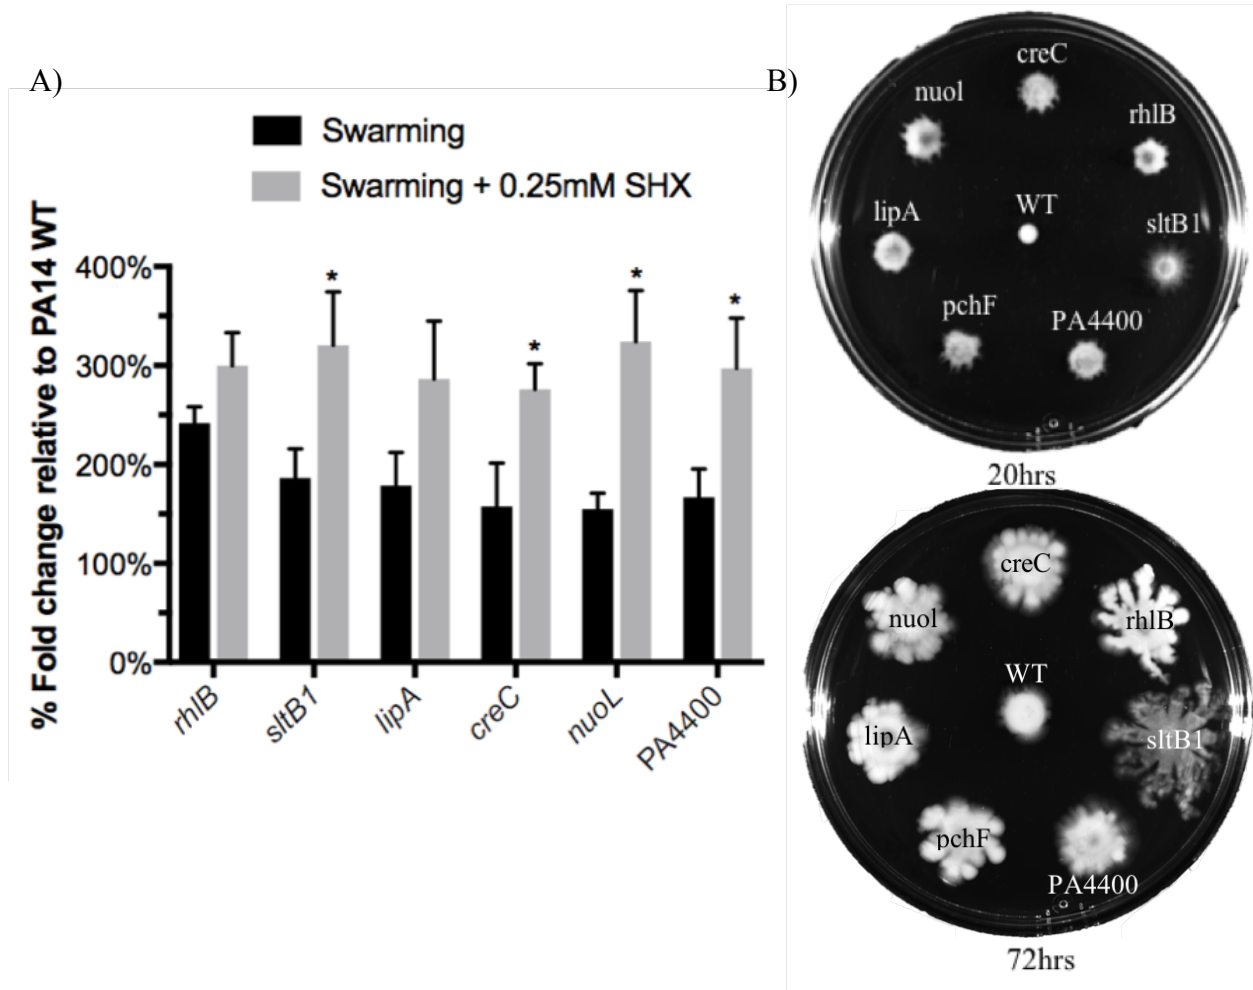 A)
Swarming
Swarming + 0.25mM SHX
% Fold change relative to PA14 WT
400%
300%
200%
100%
0%
*
*
*
*
rhlB
sltB1
lipA
creC
nuoL
PA4400
B)
creC
nuol
rhlB
WT
lipA
sltB1
pchF
PA4400
20hrs
creC
nuol
rhlB
WT
lipA
sltB1
pchF
PA4400
72hrs